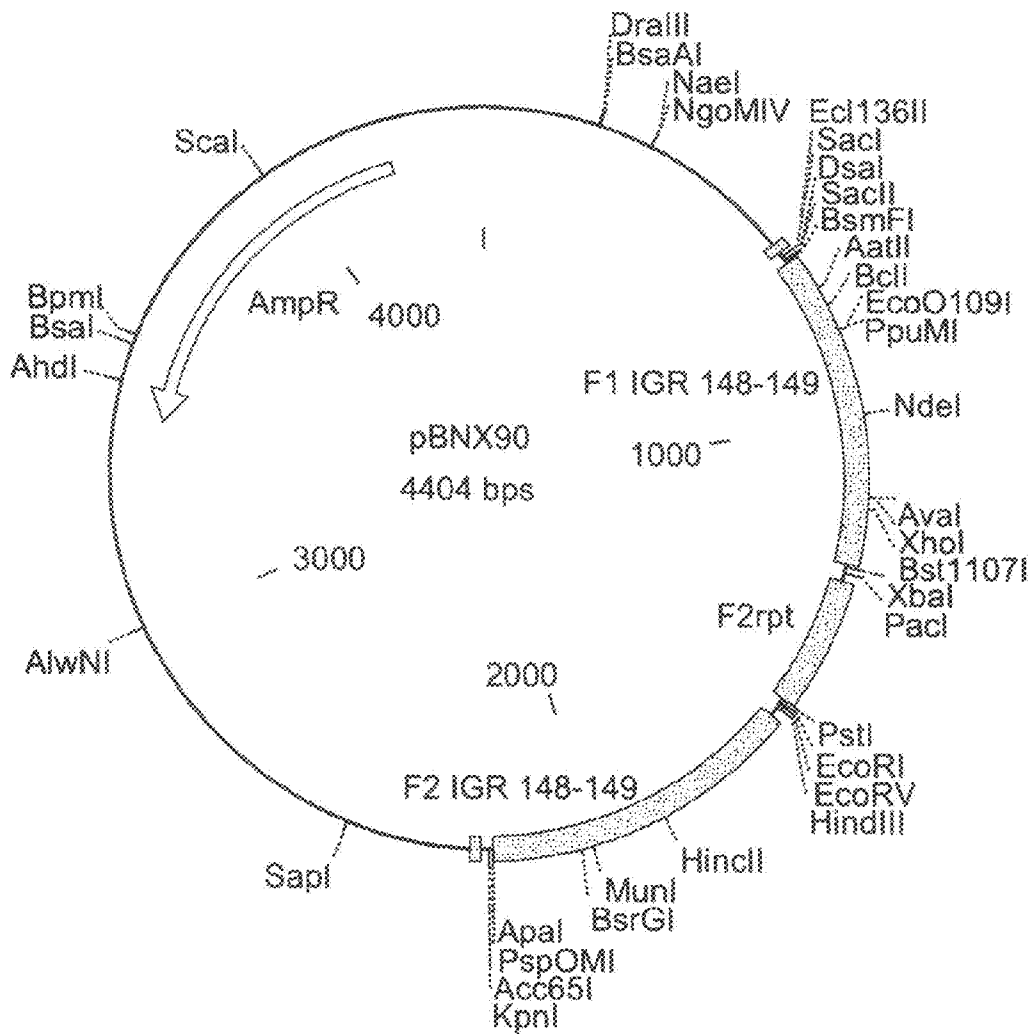 DraIII
BsaAI
NaeI
NgoMIV
Ecl136II
SacI
DsaI
SacII
BsmFI
AatII
BclI
EcoO109I
PpuMI
ScaI
BpmI
BsaI
AhdI
AmpR
4000
F1 IGR 148-149
NdeI
pBNX90
4404 bps
1000
AvaI
XhoI
Bst1107I
XbaI
PacI
3000
F2rpt
AlwNI
2000
PstI
EcoRI
EcoRV
HindIII
F2 IGR 148-149
SapI
HincII
MunI
BsrGI
ApaI
PspOMI
Acc65I
KpnI